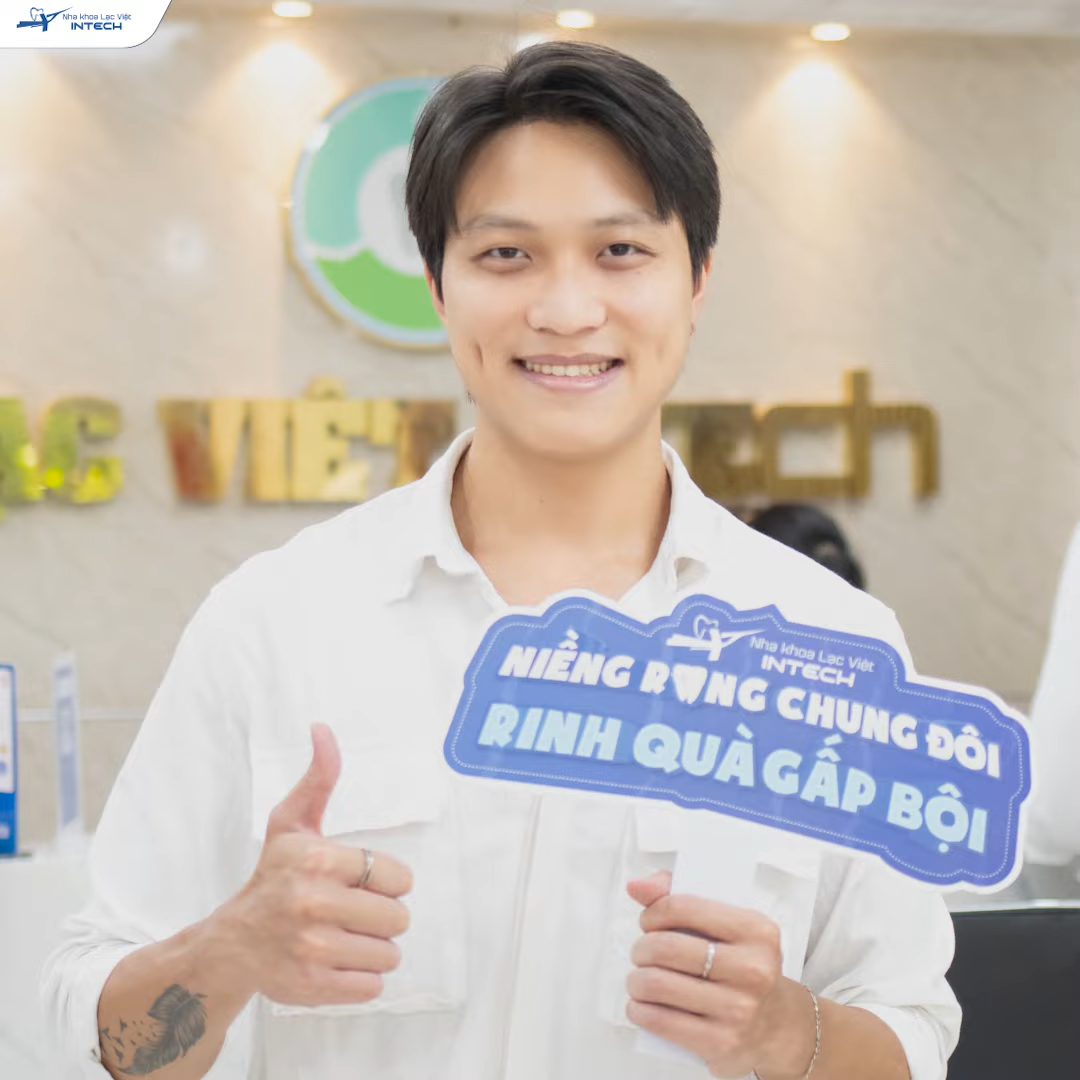 Nha khoa Lạc Việt
INTECH
ẠC VIỆT TECH
Nha khoa Lạc Việt
INTECH
NIỀNG RĂNG CHUNG ĐÔI
RINH QUÀ GẤP BỘI